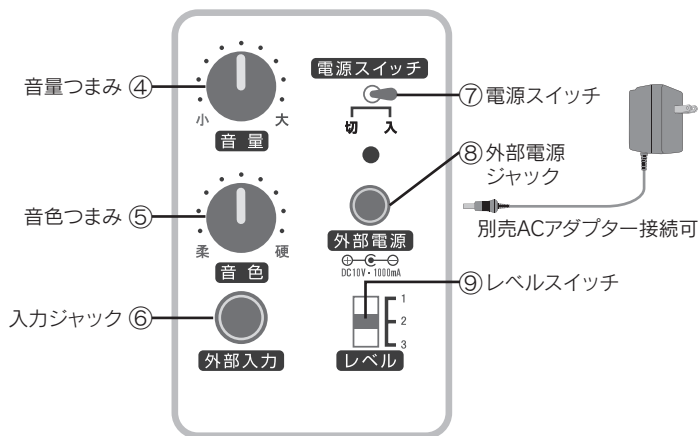 音量つまみ ④
小
大
音 量
音色つまみ ⑤
柔
硬
音 色
入力ジャック ⑥
外部入力
電源スイッチ
切 入
⑦電源スイッチ
⑧外部電源
ジャック
外部電源
⊕ ⊖
DC10V・1000mA
別売ACアダプター接続可
⑨レベルスイッチ
1
2
3
レベル